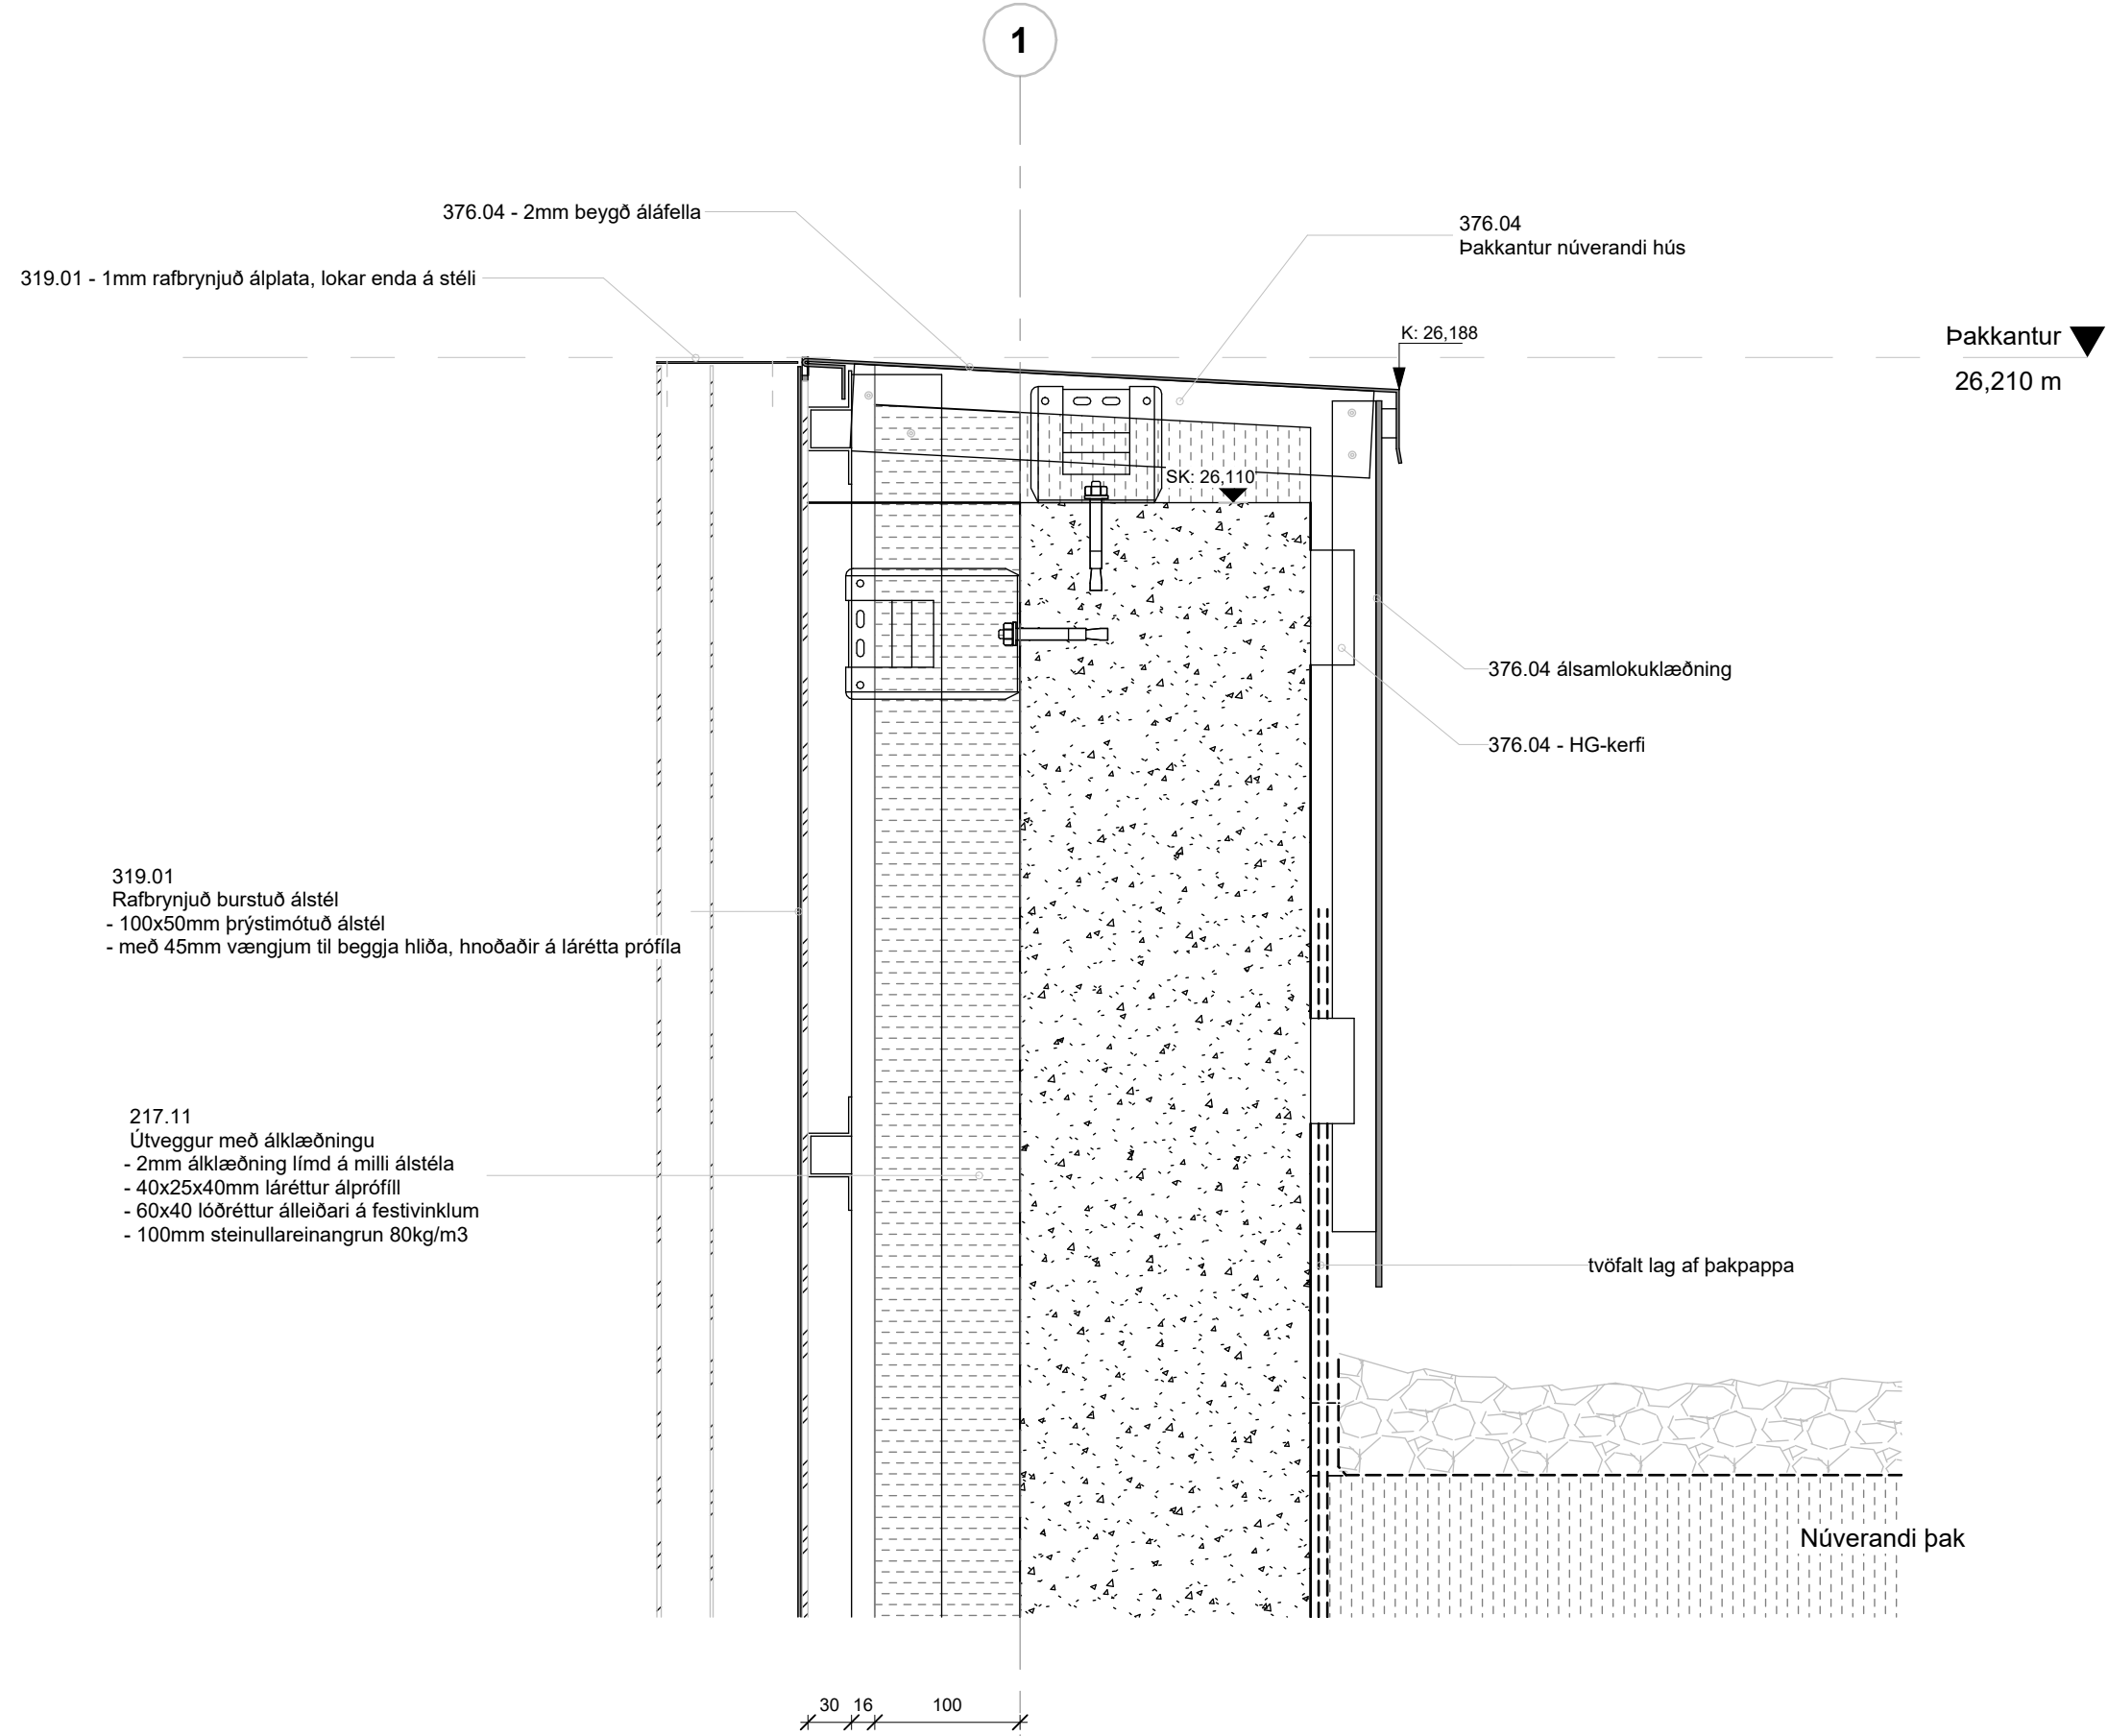 1
376.04 - 2mm beygð áláfella
376.04
Þakkantur núverandi hús
319.01 - 1mm rafbrynjuð álplata, lokar enda á stéli
K: 26,188
Þakkantur
26,210 m
SK: 26,110
376.04 álsamlokuklæðning
376.04 - HG-kerfi
319.01
Rafbrynjuð burstuð álstél
- 100x50mm þrýstimótuð álstél
- með 45mm vængjum til beggja hliða, hnoðaðir á lárétta prófíla
217.11
Útveggur með álklæðningu
- 2mm álklæðning límd á milli álstéla
- 40x25x40mm láréttur álprófíll
- 60x40 lóðréttur álleiðari á festivinklum
- 100mm steinullareinangrun 80kg/m3
tvöfalt lag af þakpappa
Núverandi þak
30 16 100